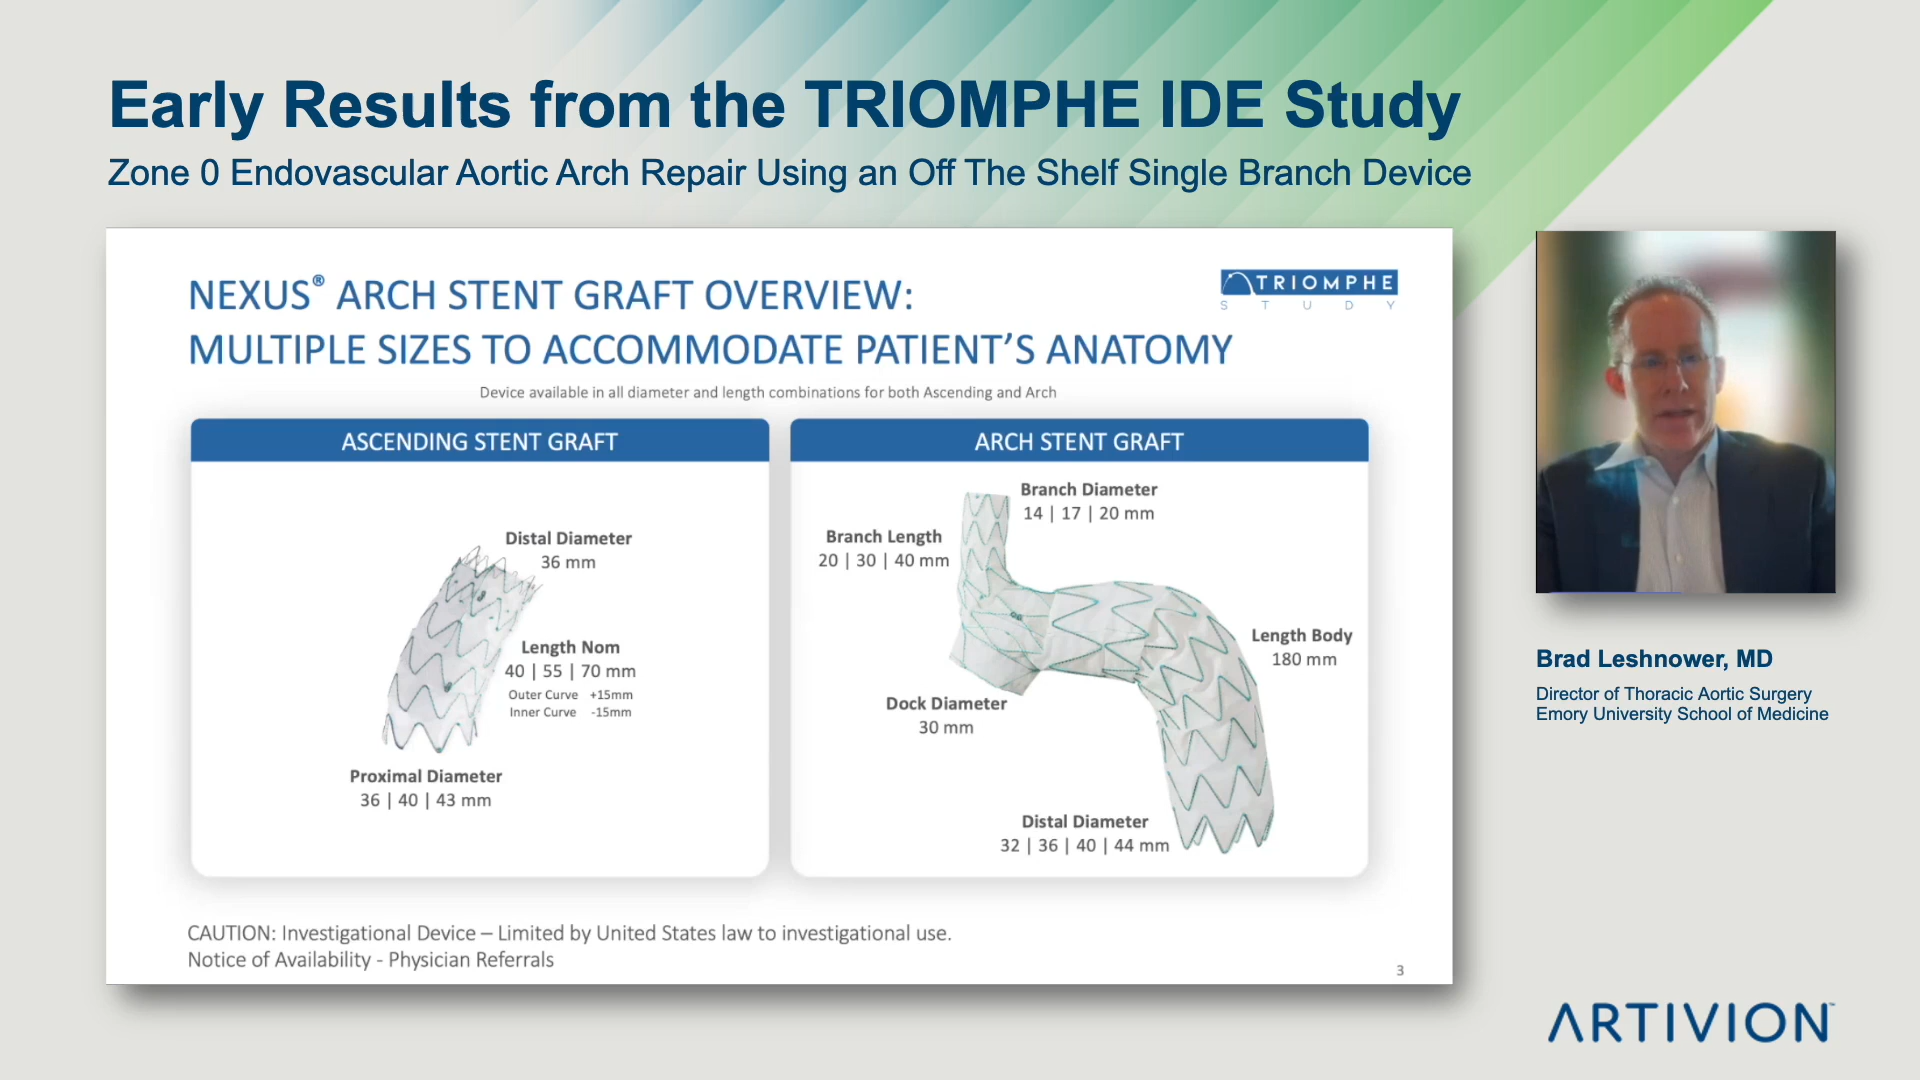 Early Results from the TRIOMPHE IDE Study
Zone 0 Endovascular Aortic Arch Repair Using an Off The Shelf Single Branch Device
NEXUS® ARCH STENT GRAFT OVERVIEW:
MULTIPLE SIZES TO ACCOMMODATE PATIENT’S ANATOMY
TRIOMPHE
STUDY
Device available in all diameter and length combinations for both Ascending and Arch
ASCENDING STENT GRAFT
Distal Diameter
36 mm
Length Nom
40 | 55 | 70 mm
Outer Curve +15mm
Inner Curve -15mm
Proximal Diameter
36 | 40 | 43 mm
ARCH STENT GRAFT
Branch Diameter
14 | 17 | 20 mm
Branch Length
20 | 30 | 40 mm
Length Body
180 mm
Dock Diameter
30 mm
Distal Diameter
32 | 36 | 40 | 44 mm
CAUTION: Investigational Device – Limited by United States law to investigational use.
Notice of Availability - Physician Referrals
3
Brad Leshnower, MD
Director of Thoracic Aortic Surgery
Emory University School of Medicine
ARTIVION™